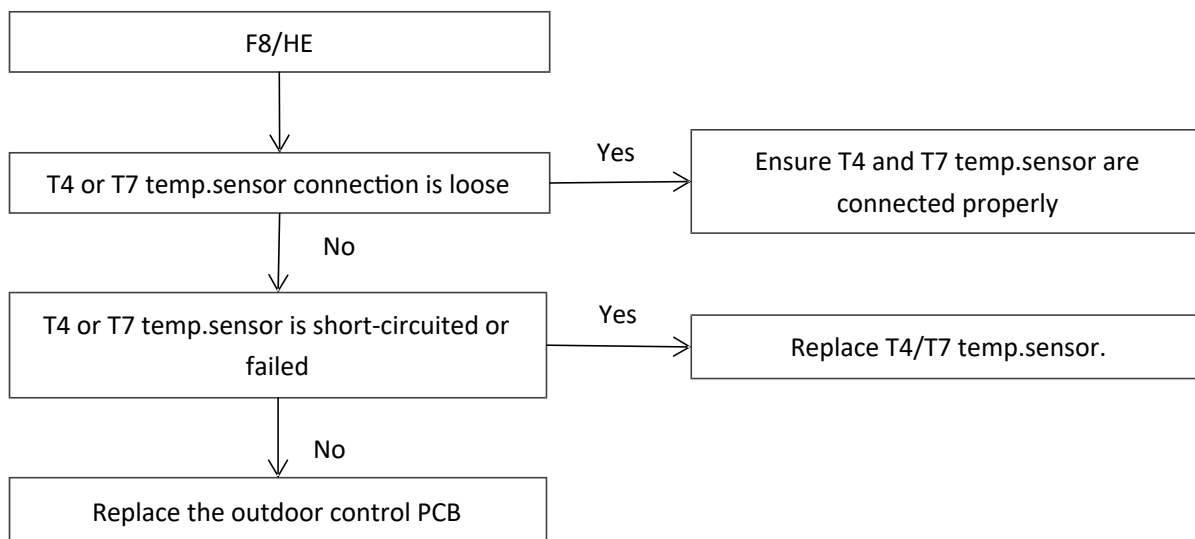 F8/HE
Yes
T4 or T7 temp.sensor connection is loose
Ensure T4 and T7 temp.sensor are
connected properly
No
T4 or T7 temp.sensor is short-circuited or
failed
Yes
Replace T4/T7 temp.sensor.
No
Replace the outdoor control PCB